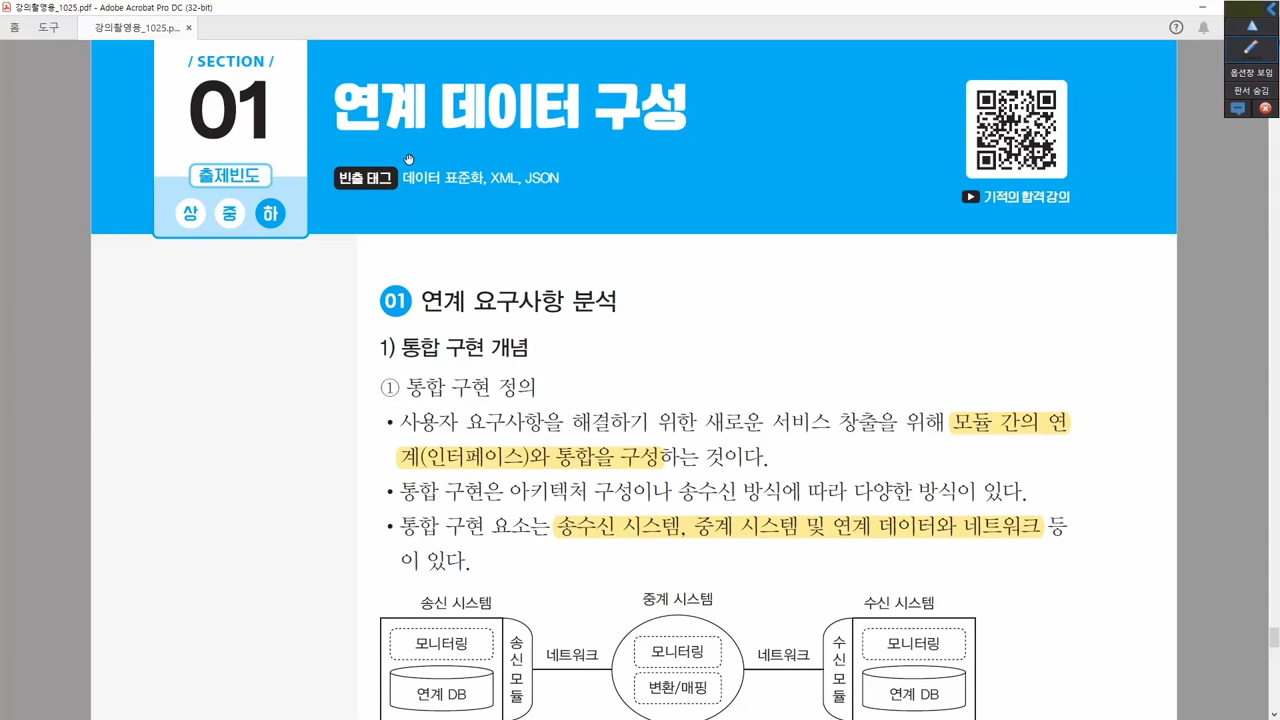 강의촬영용_1025.pdf - Adobe Acrobat Pro DC (32-bit)
홈 도구 강의촬영용_1025.p... ×
옵션창 보임
판서 숨김
/ SECTION /
01
출제빈도
상 중 하
연계 데이터 구성
빈출 태그 데이터 표준화, XML, JSON
기적의 합격 강의
01 연계 요구사항 분석
1) 통합 구현 개념
① 통합 구현 정의
• 사용자 요구사항을 해결하기 위한 새로운 서비스 창출을 위해 모듈 간의 연
계(인터페이스)와 통합을 구성하는 것이다.
• 통합 구현은 아키텍처 구성이나 송수신 방식에 따라 다양한 방식이 있다.
• 통합 구현 요소는 송수신 시스템, 중계 시스템 및 연계 데이터와 네트워크 등
이 있다.
송신 시스템 중계 시스템 수신 시스템
모니터링 송신모듈 네트워크 모니터링 네트워크 수신모듈 모니터링
연계 DB 변환/매핑 연계 DB